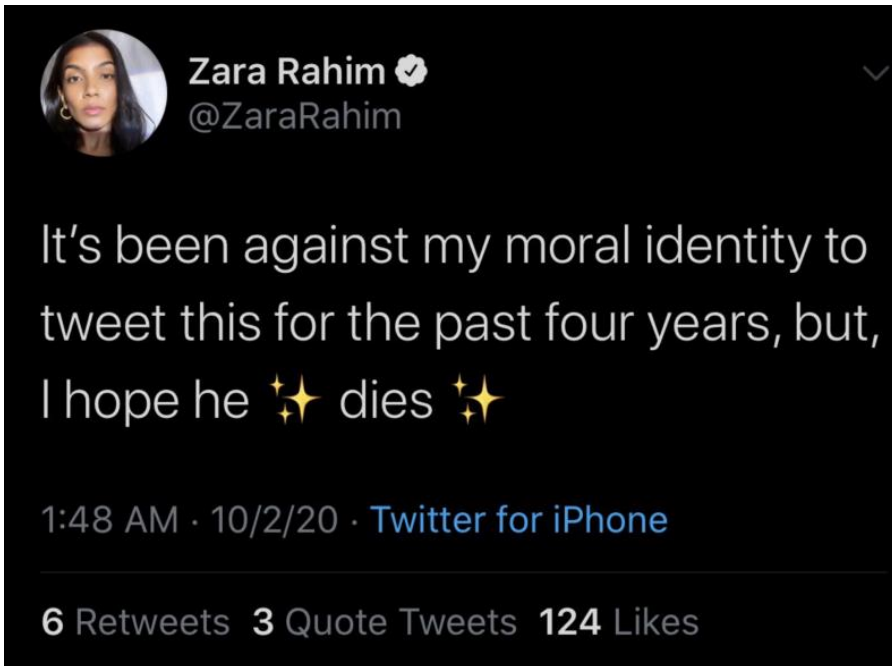 Zara Rahim
@ZaraRahim
It’s been against my moral identity to
tweet this for the past four years, but,
I hope he ✨ dies ✨
1:48 AM · 10/2/20 · Twitter for iPhone
6 Retweets 3 Quote Tweets 124 Likes